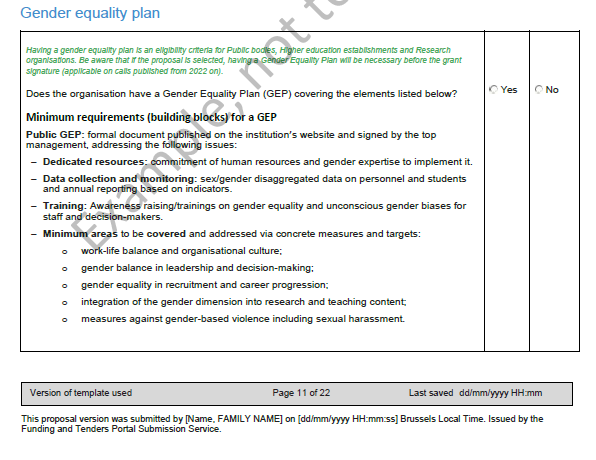 Gender equality plan
Having a gender equality plan is an eligibility criteria for Public bodies, Higher education establishments and Research
organisations. Be aware that if the proposal is selected, having a Gender Equality Plan will be necessary before the grant
signature (applicable on calls published from 2022 on).
Does the organisation have a Gender Equality Plan (GEP) covering the elements listed below?
Yes
No
Minimum requirements (building blocks) for a GEP
Public GEP: formal document published on the institution's website and signed by the top
management, addressing the following issues:
– Dedicated resources: commitment of human resources and gender expertise to implement it.
– Data collection and monitoring: sex/gender disaggregated data on personnel and students
and annual reporting based on indicators.
– Training: Awareness raising/trainings on gender equality and unconscious gender biases for
staff and decision-makers.
– Minimum areas to be covered and addressed via concrete measures and targets:
o work-life balance and organisational culture;
o gender balance in leadership and decision-making;
o gender equality in recruitment and career progression;
o integration of the gender dimension into research and teaching content;
o measures against gender-based violence including sexual harassment.
Example, not to
Version of template used Page 11 of 22 Last saved dd/mm/yyyy HH:mm
This proposal version was submitted by [Name, FAMILY NAME] on [dd/mm/yyyy HH:mm:ss] Brussels Local Time. Issued by the
Funding and Tenders Portal Submission Service.